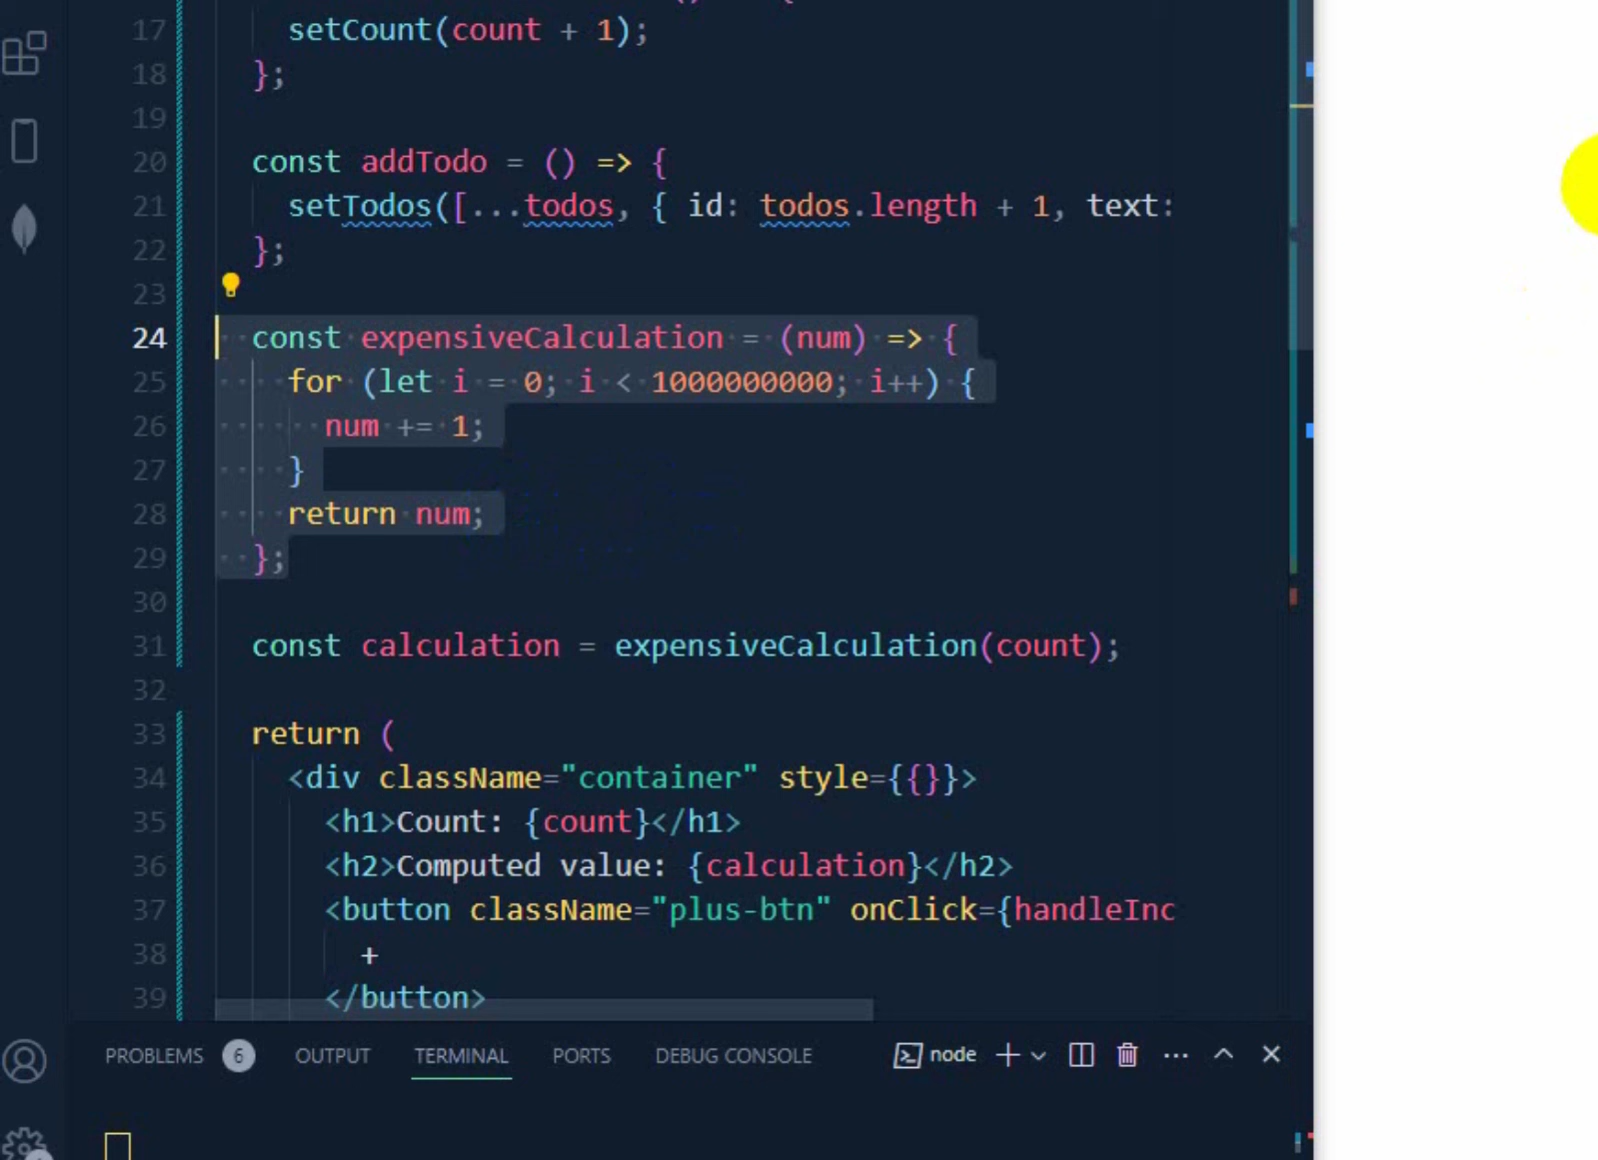 17 setCount(count + 1);
18 };
19
20 const addTodo = () => {
21 setTodos([...todos, { id: todos.length + 1, text:
22 };
23
24 const expensiveCalculation = (num) => {
25 for (let i = 0; i < 1000000000; i++) {
26 num += 1;
27 }
28 return num;
29 };
30
31 const calculation = expensiveCalculation(count);
32
33 return (
34 <div className="container" style={{}}>
35 <h1>Count: {count}</h1>
36 <h2>Computed value: {calculation}</h2>
37 <button className="plus-btn" onClick={handleInc
38 +
39 </button>
PROBLEMS 6 OUTPUT TERMINAL PORTS DEBUG CONSOLE node